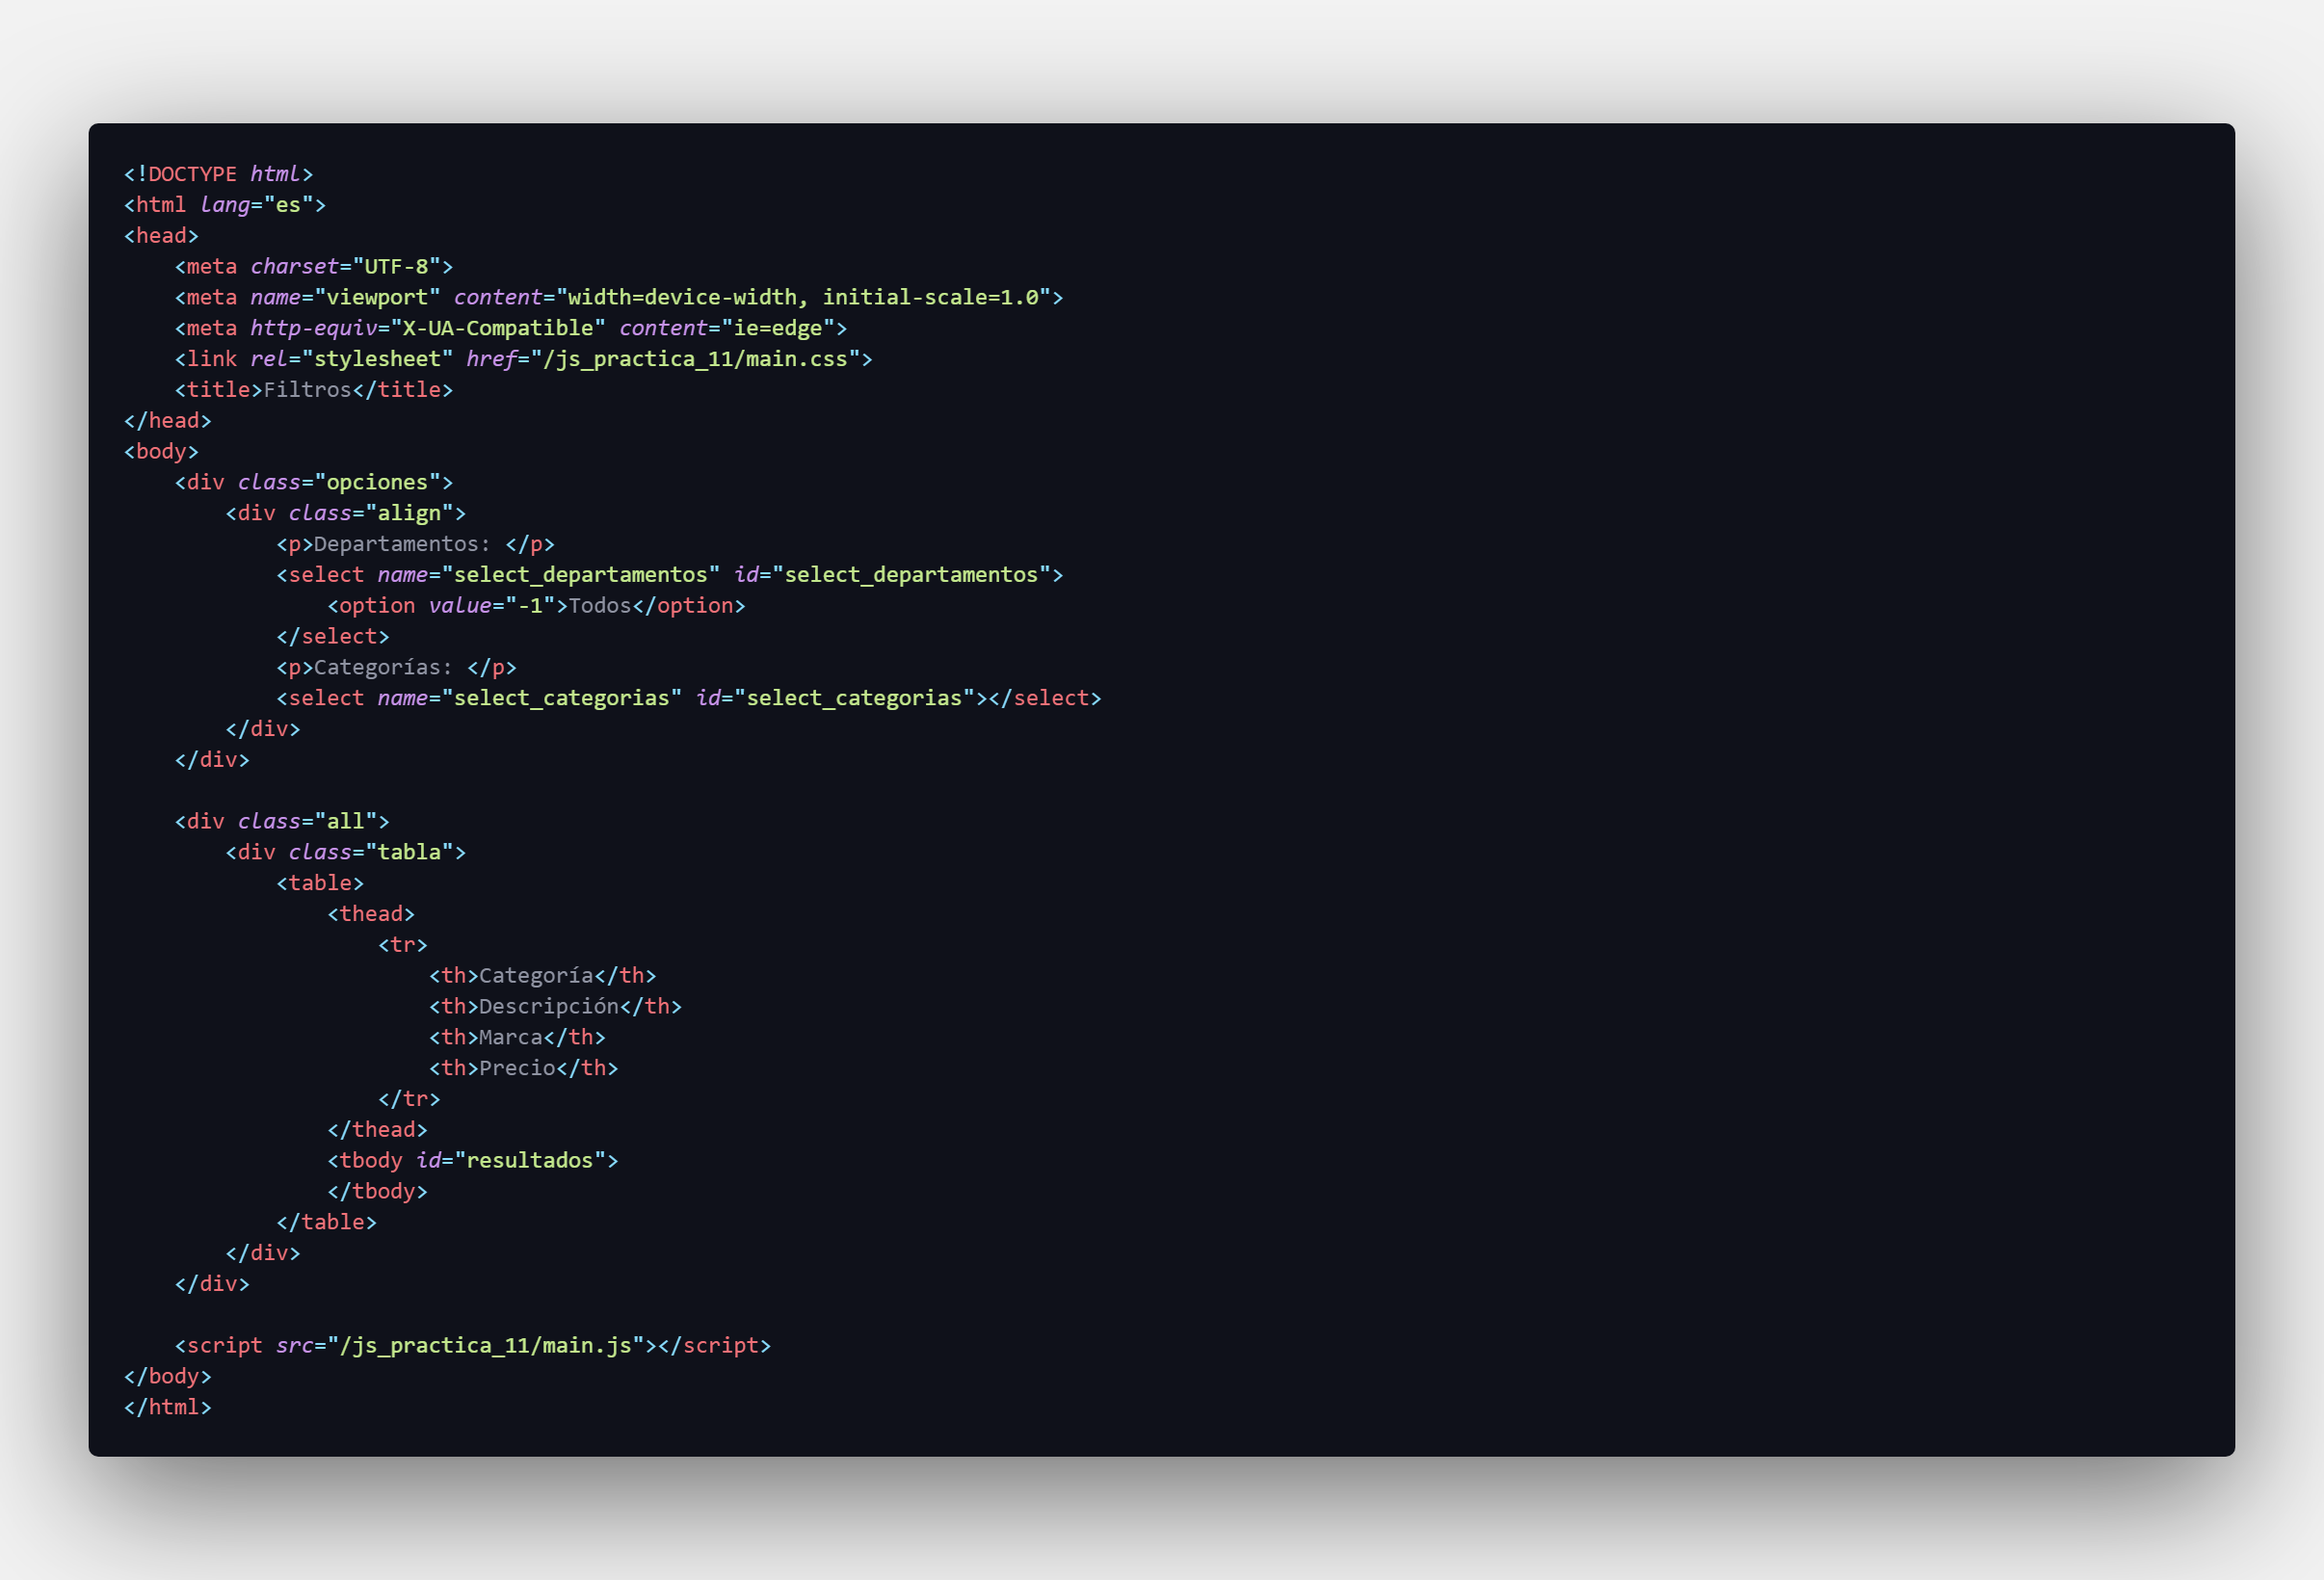 <!DOCTYPE html>
<html lang="es">
<head>
    <meta charset="UTF-8">
    <meta name="viewport" content="width=device-width, initial-scale=1.0">
    <meta http-equiv="X-UA-Compatible" content="ie=edge">
    <link rel="stylesheet" href="/js_practica_11/main.css">
    <title>Filtros</title>
</head>
<body>
    <div class="opciones">
        <div class="align">
            <p>Departamentos: </p>
            <select name="select_departamentos" id="select_departamentos">
                <option value="-1">Todos</option>
            </select>
            <p>Categorías: </p>
            <select name="select_categorias" id="select_categorias"></select>
        </div>
    </div>

    <div class="all">
        <div class="tabla">
            <table>
                <thead>
                    <tr>
                        <th>Categoría</th>
                        <th>Descripción</th>
                        <th>Marca</th>
                        <th>Precio</th>
                    </tr>
                </thead>
                <tbody id="resultados">
                </tbody>
            </table>
        </div>
    </div>

    <script src="/js_practica_11/main.js"></script>
</body>
</html>